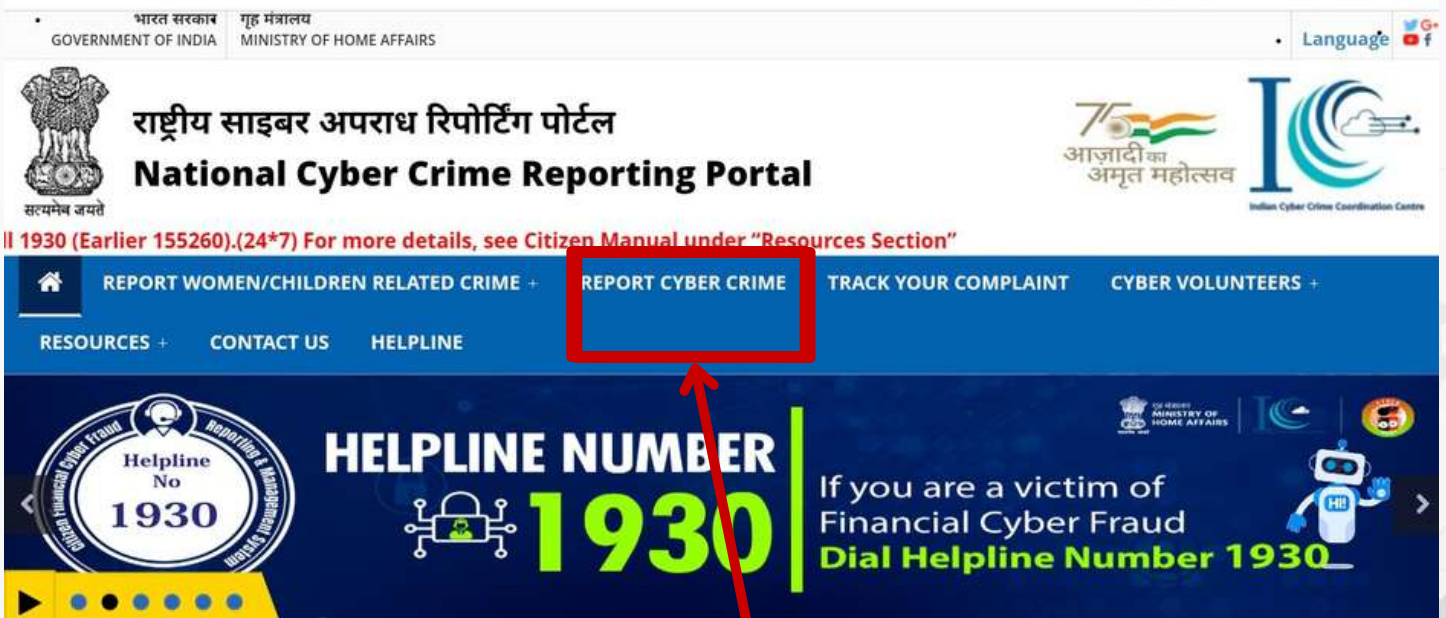 भारत सरकार गृह मंत्रालय
GOVERNMENT OF INDIA MINISTRY OF HOME AFFAIRS
Language
राष्ट्रीय साइबर अपराध रिपोर्टिंग पोर्टल
National Cyber Crime Reporting Portal
सत्यमेव जयते
75
आज़ादी का
अमृत महोत्सव
Indian Cyber Crime Coordination Centre
l 1930 (Earlier 155260).(24*7) For more details, see Citizen Manual under “Resources Section”
REPORT WOMEN/CHILDREN RELATED CRIME + REPORT CYBER CRIME TRACK YOUR COMPLAINT CYBER VOLUNTEERS +
RESOURCES + CONTACT US HELPLINE
Citizen Financial Cyber Fraud Reporting & Management System
Helpline
No
1930
HELPLINE NUMBER
1930
MINISTRY OF
HOME AFFAIRS
If you are a victim of
Financial Cyber Fraud
Dial Helpline Number 1930
HI!